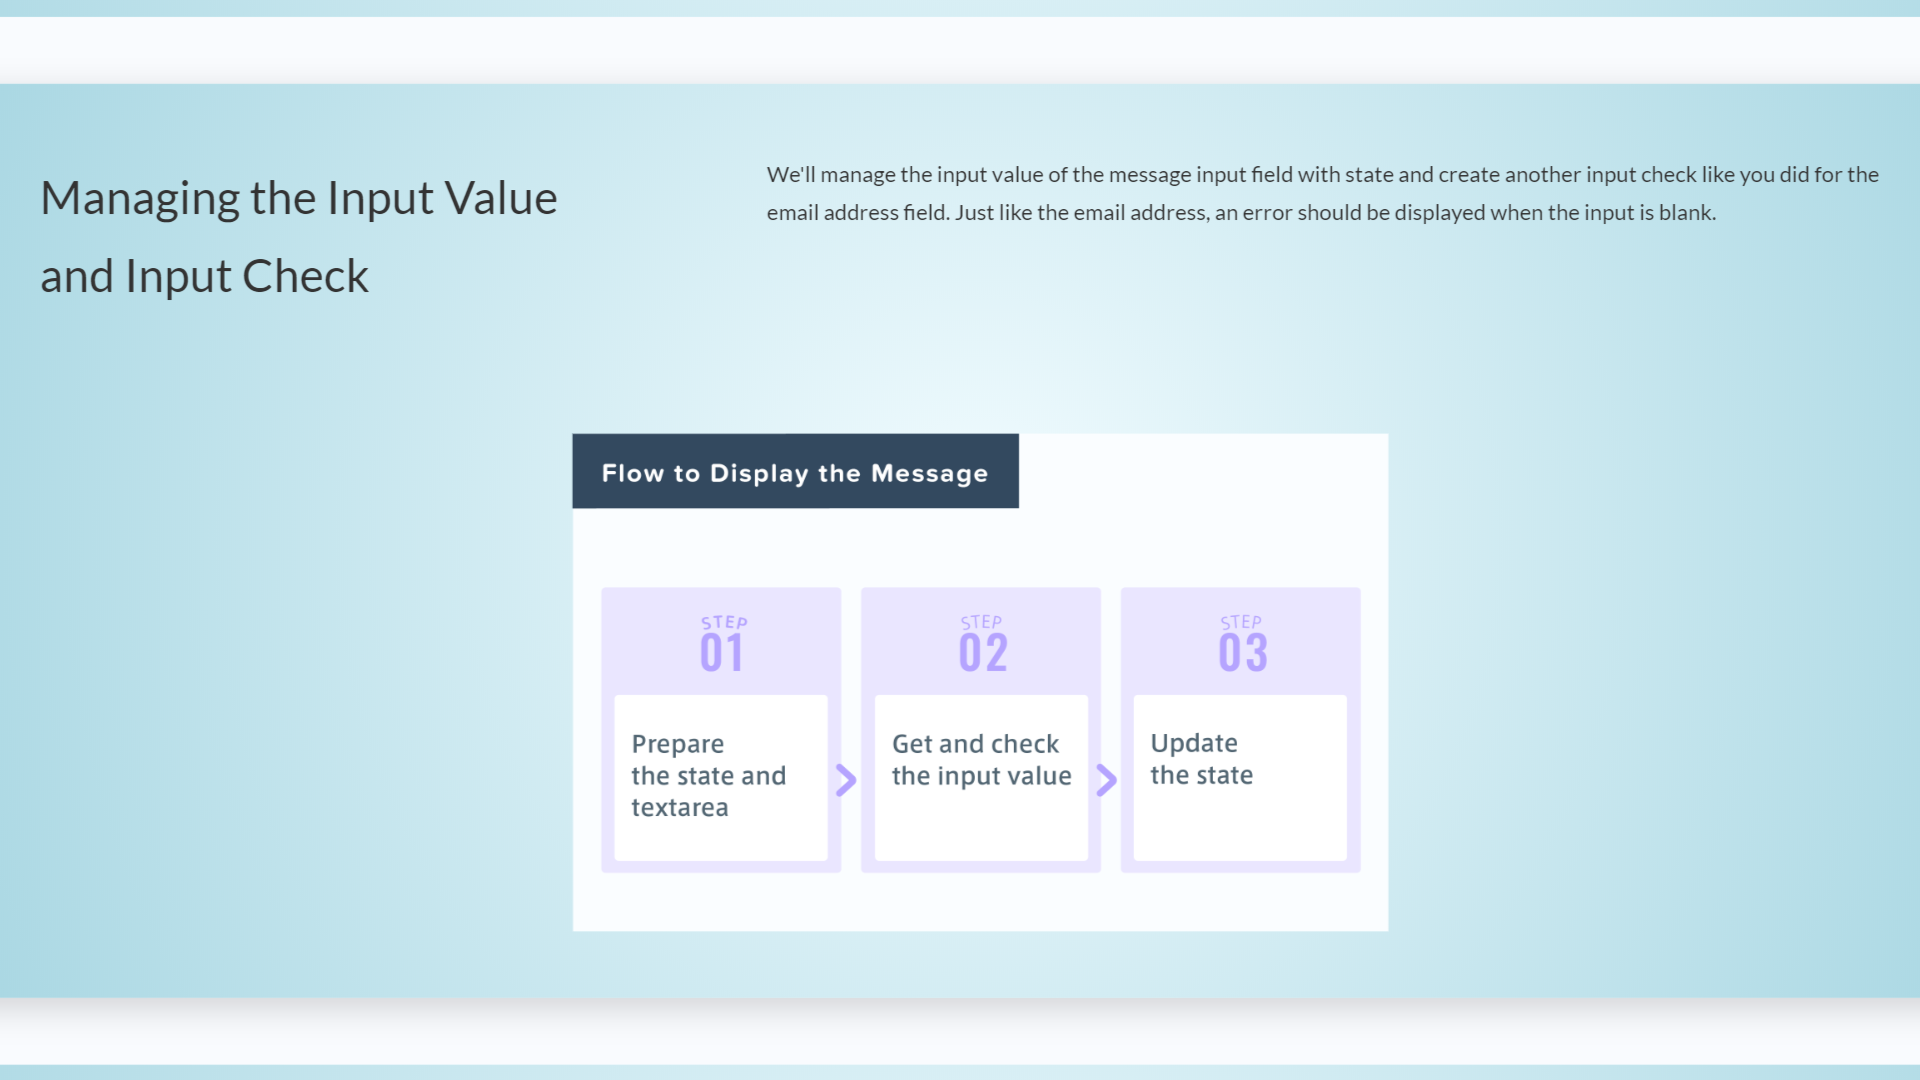 Managing the Input Value
and Input Check
We'll manage the input value of the message input field with state and create another input check like you did for the
email address field. Just like the email address, an error should be displayed when the input is blank.
Flow to Display the Message
STEP
01
Prepare
the state and
textarea
STEP
02
Get and check
the input value
STEP
03
Update
the state